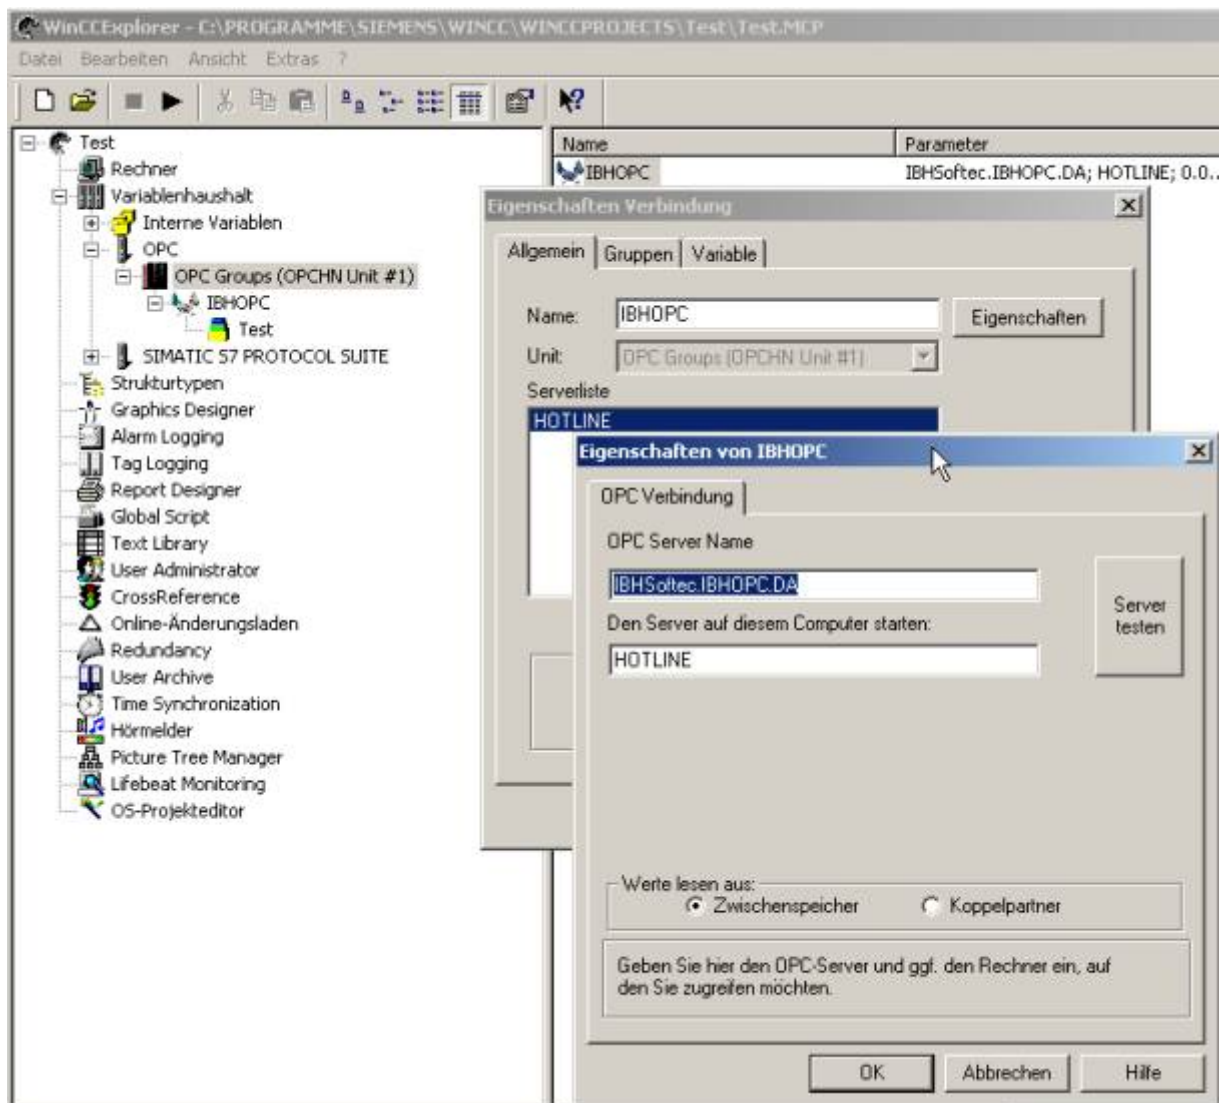 WinCCExplorer - C:\PROGRAMME\SIEMENS\WINCC\WINCCPROJECTS\Test\Test.MCP
Datei Bearbeiten Ansicht Extras ?
Test
Rechner
Variablenhaushalt
Interne Variablen
OPC
OPC Groups (OPCHN Unit #1)
IBHOPC
Test
SIMATIC S7 PROTOCOL SUITE
Strukturtypen
Graphics Designer
Alarm Logging
Tag Logging
Report Designer
Global Script
Text Library
User Administrator
CrossReference
Online-Änderungsladen
Redundancy
User Archive
Time Synchronization
Hörmelder
Picture Tree Manager
Lifebeat Monitoring
OS-Projekteditor
Name Parameter
IBHOPC IBHSoftec.IBHOPC.DA; HOTLINE; 0.0...
Eigenschaften Verbindung
Allgemein Gruppen Variable
Name: IBHOPC Eigenschaften
Unit: OPC Groups (OPCHN Unit #1)
Serverliste
HOTLINE
Eigenschaften von IBHOPC
OPC Verbindung
OPC Server Name
IBHSoftec.IBHOPC.DA
Den Server auf diesem Computer starten:
HOTLINE
Server
testen
Werte lesen aus:
Zwischenspeicher Koppelpartner
Geben Sie hier den OPC-Server und ggf. den Rechner ein, auf
den Sie zugreifen möchten.
OK Abbrechen Hilfe